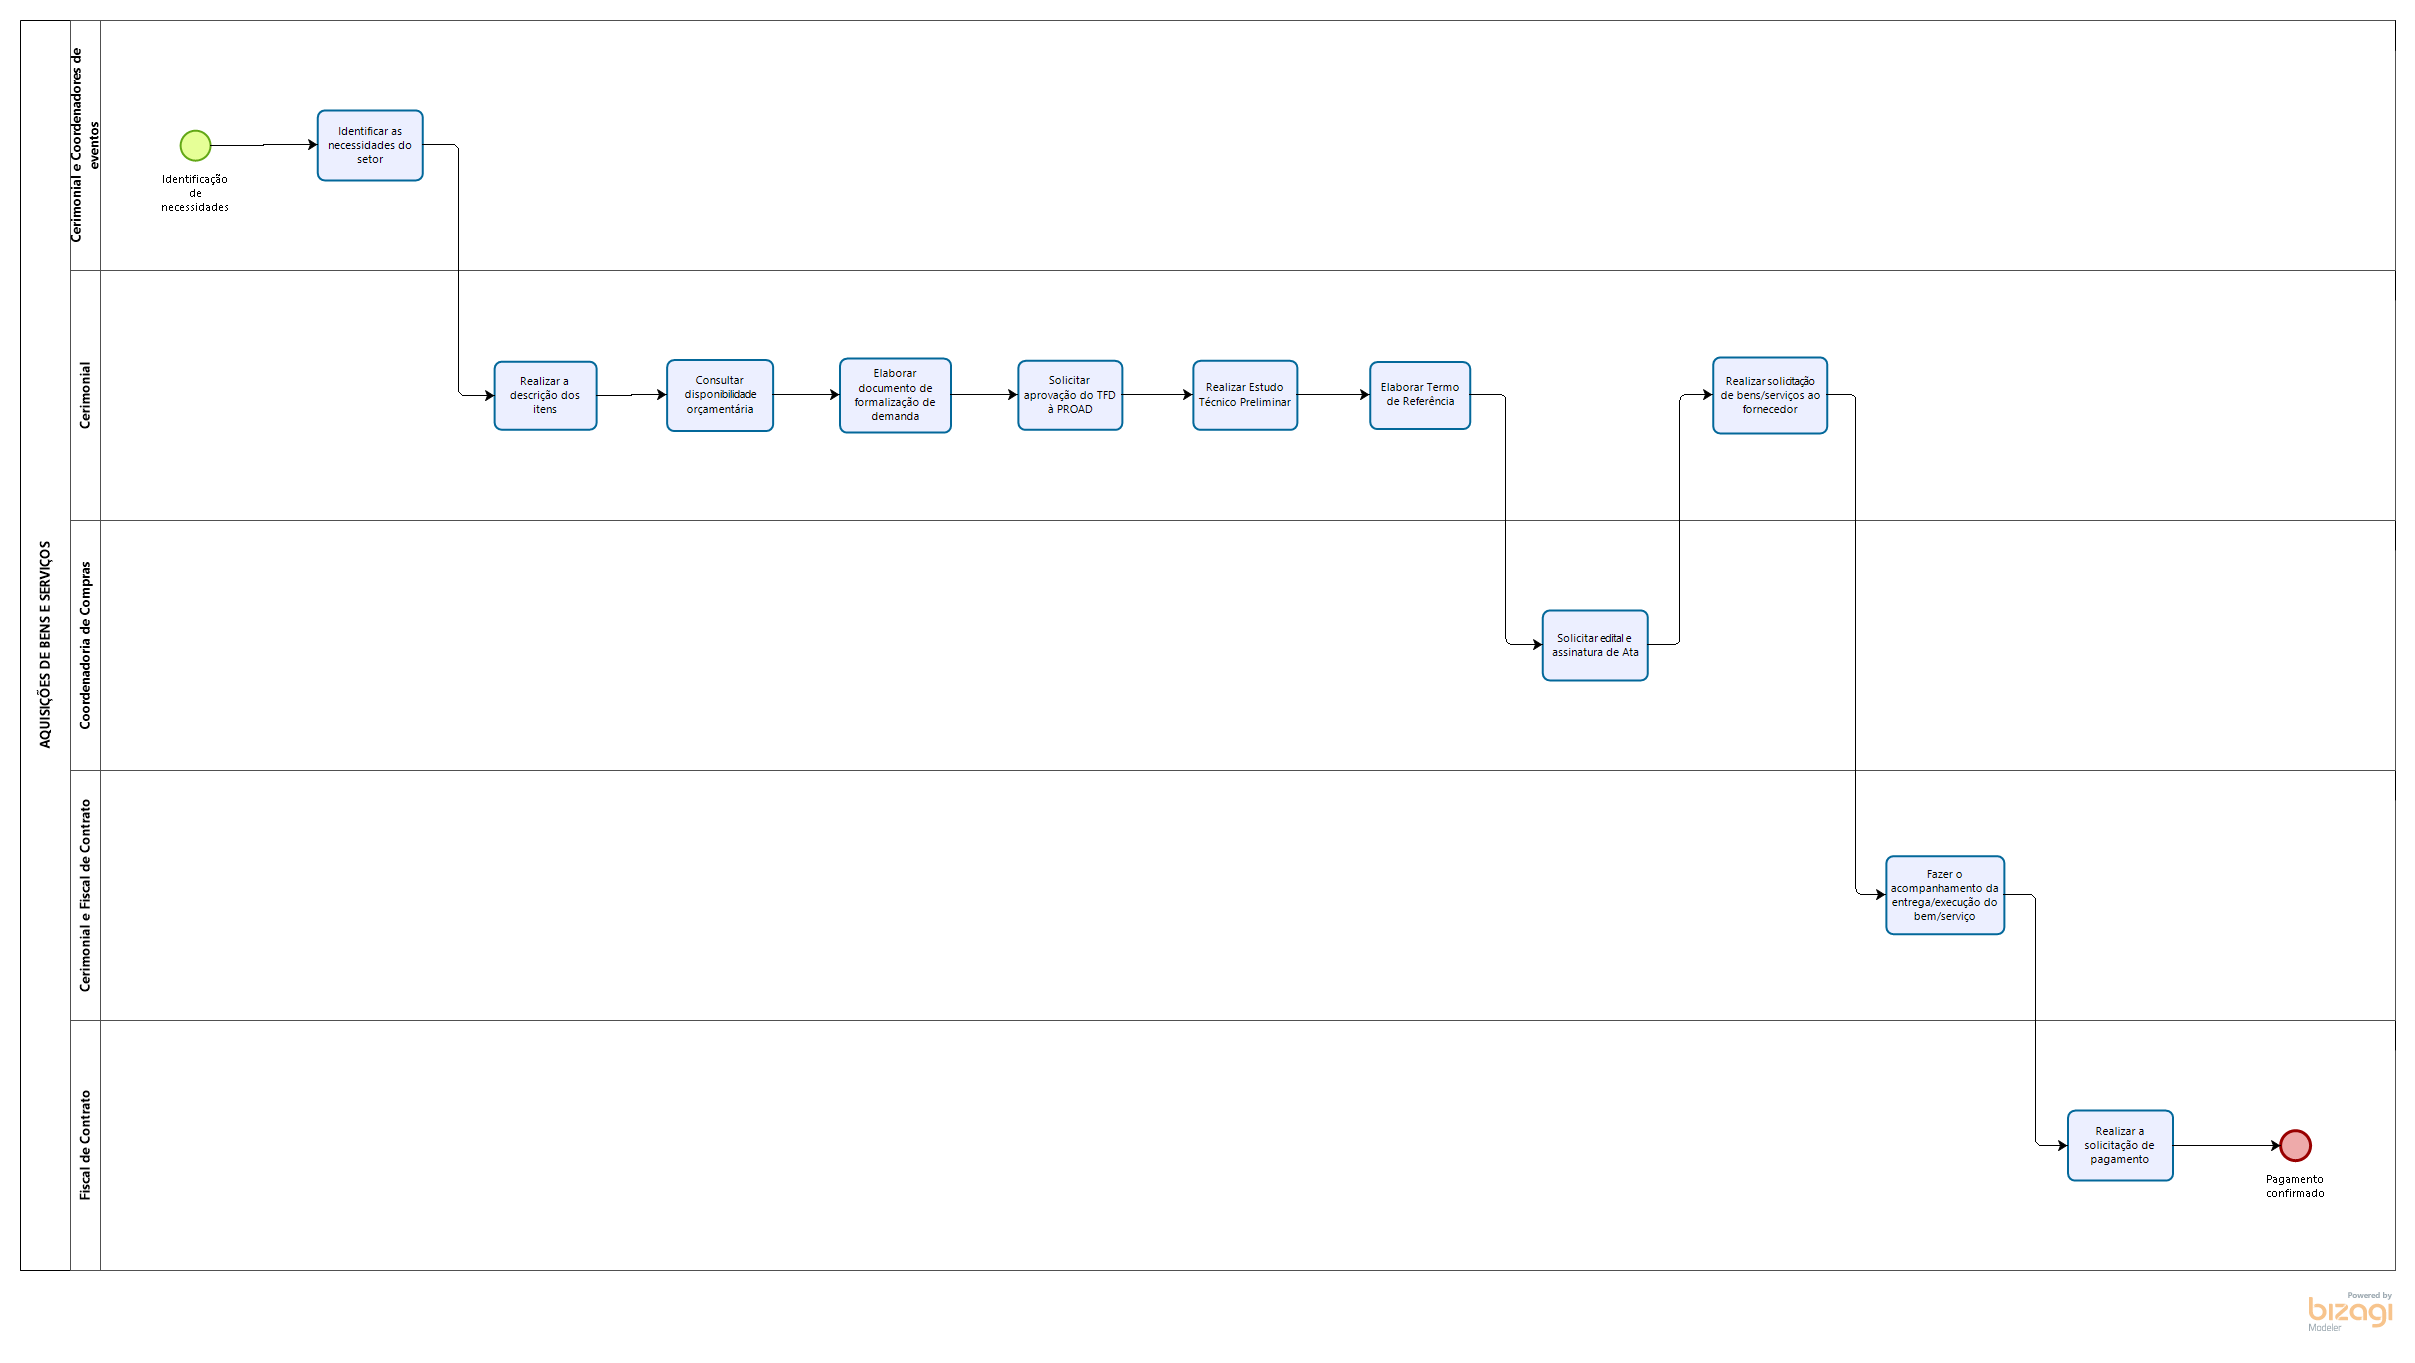 AQUISIÇÕES DE BENS E SERVIÇOS
Cerimonial e Coordenadores de
eventos
Identificação
de
necessidades
Identificar as
necessidades do
setor
Cerimonial
Realizar a
descrição dos
itens
Consultar
disponibilidade
orçamentária
Elaborar
documento de
formalização de
demanda
Solicitar
aprovação do TFD
à PROAD
Realizar Estudo
Técnico Preliminar
Elaborar Termo
de Referência
Realizar solicitação
de bens/serviços ao
fornecedor
Coordenadoria de Compras
Solicitar edital e
assinatura de Ata
Cerimonial e Fiscal de Contrato
Fazer o
acompanhamento da
entrega/execução do
bem/serviço
Fiscal de Contrato
Realizar a
solicitação de
pagamento
Pagamento
confirmado
Powered by
bizagi
Modeler